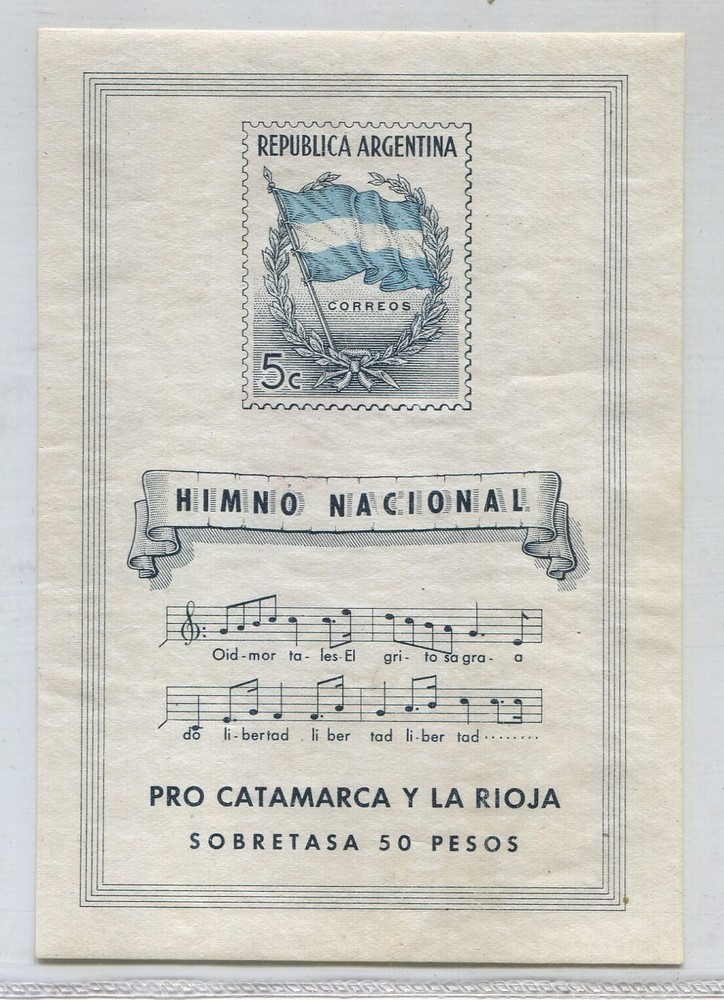 REPUBLICA ARGENTINA
CORREOS
5c
HIMNO NACIONAL
Oid-mor ta- les-El gri- to sa gra- a
do li-bertad li ber tad li-ber tad ........
PRO CATAMARCA Y LA RIOJA
SOBRETASA 50 PESOS